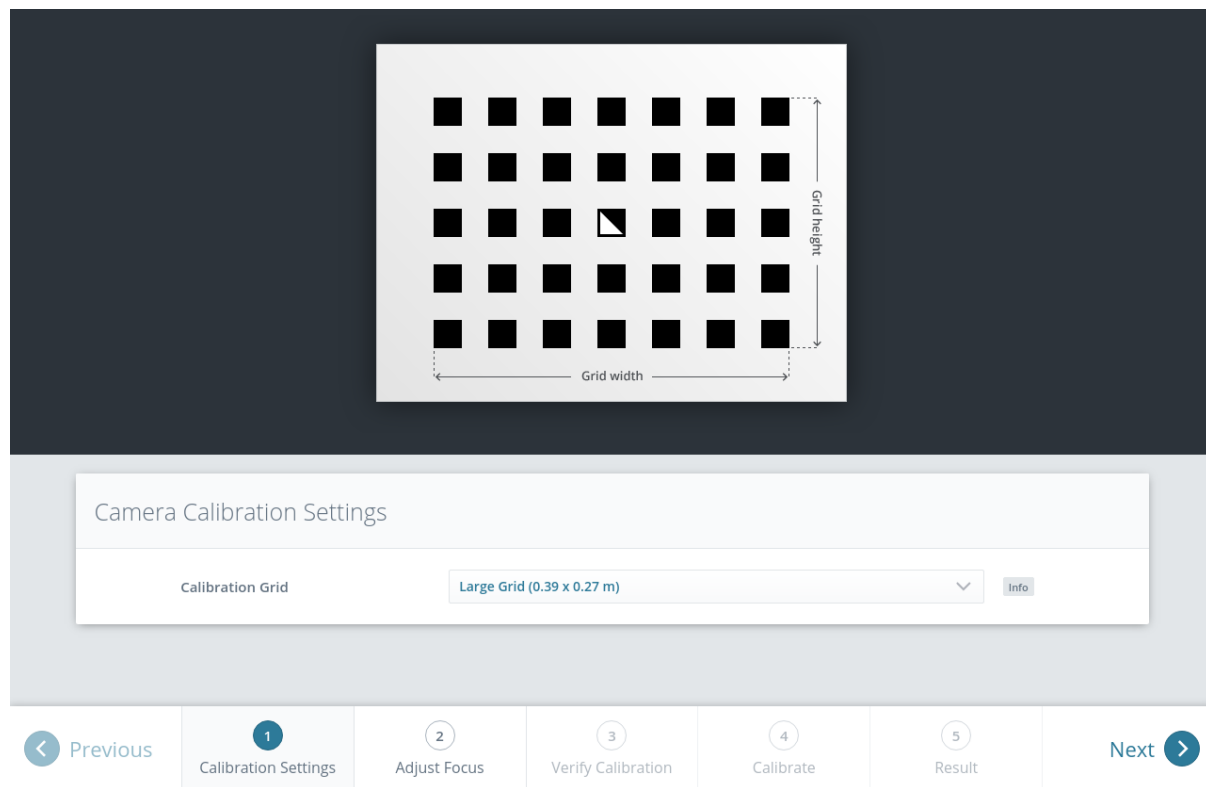 Grid height
Grid width
Camera Calibration Settings
Calibration Grid
Large Grid (0.39 x 0.27 m)
Info
Previous
1
Calibration Settings
2
Adjust Focus
3
Verify Calibration
4
Calibrate
5
Result
Next